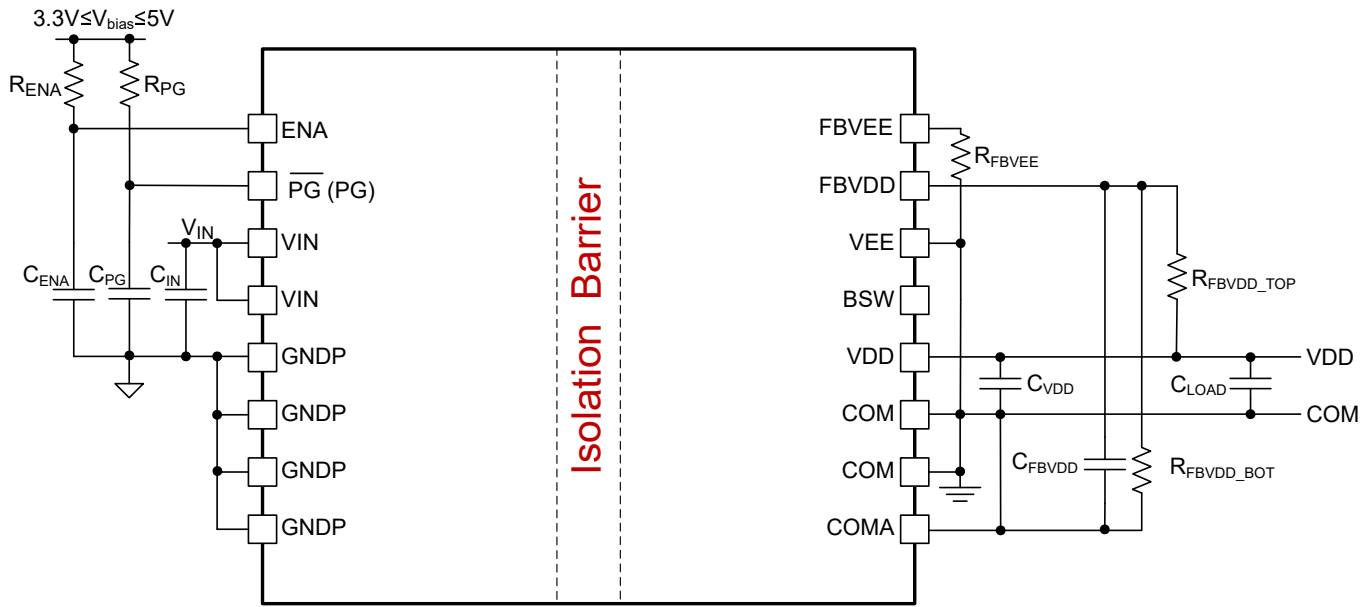 3.3V≤Vbias≤5V
RENA
RPG
ENA
PG (PG)
VIN
VIN
VIN
CENA
CPG
CIN
GNDP
GNDP
GNDP
GNDP
Isolation Barrier
FBVEE
RFBVEE
FBVDD
VEE
BSW
RFBVDD_TOP
VDD
VDD
CVDD
CLOAD
COM
COM
COM
CFBVDD
RFBVDD_BOT
COMA